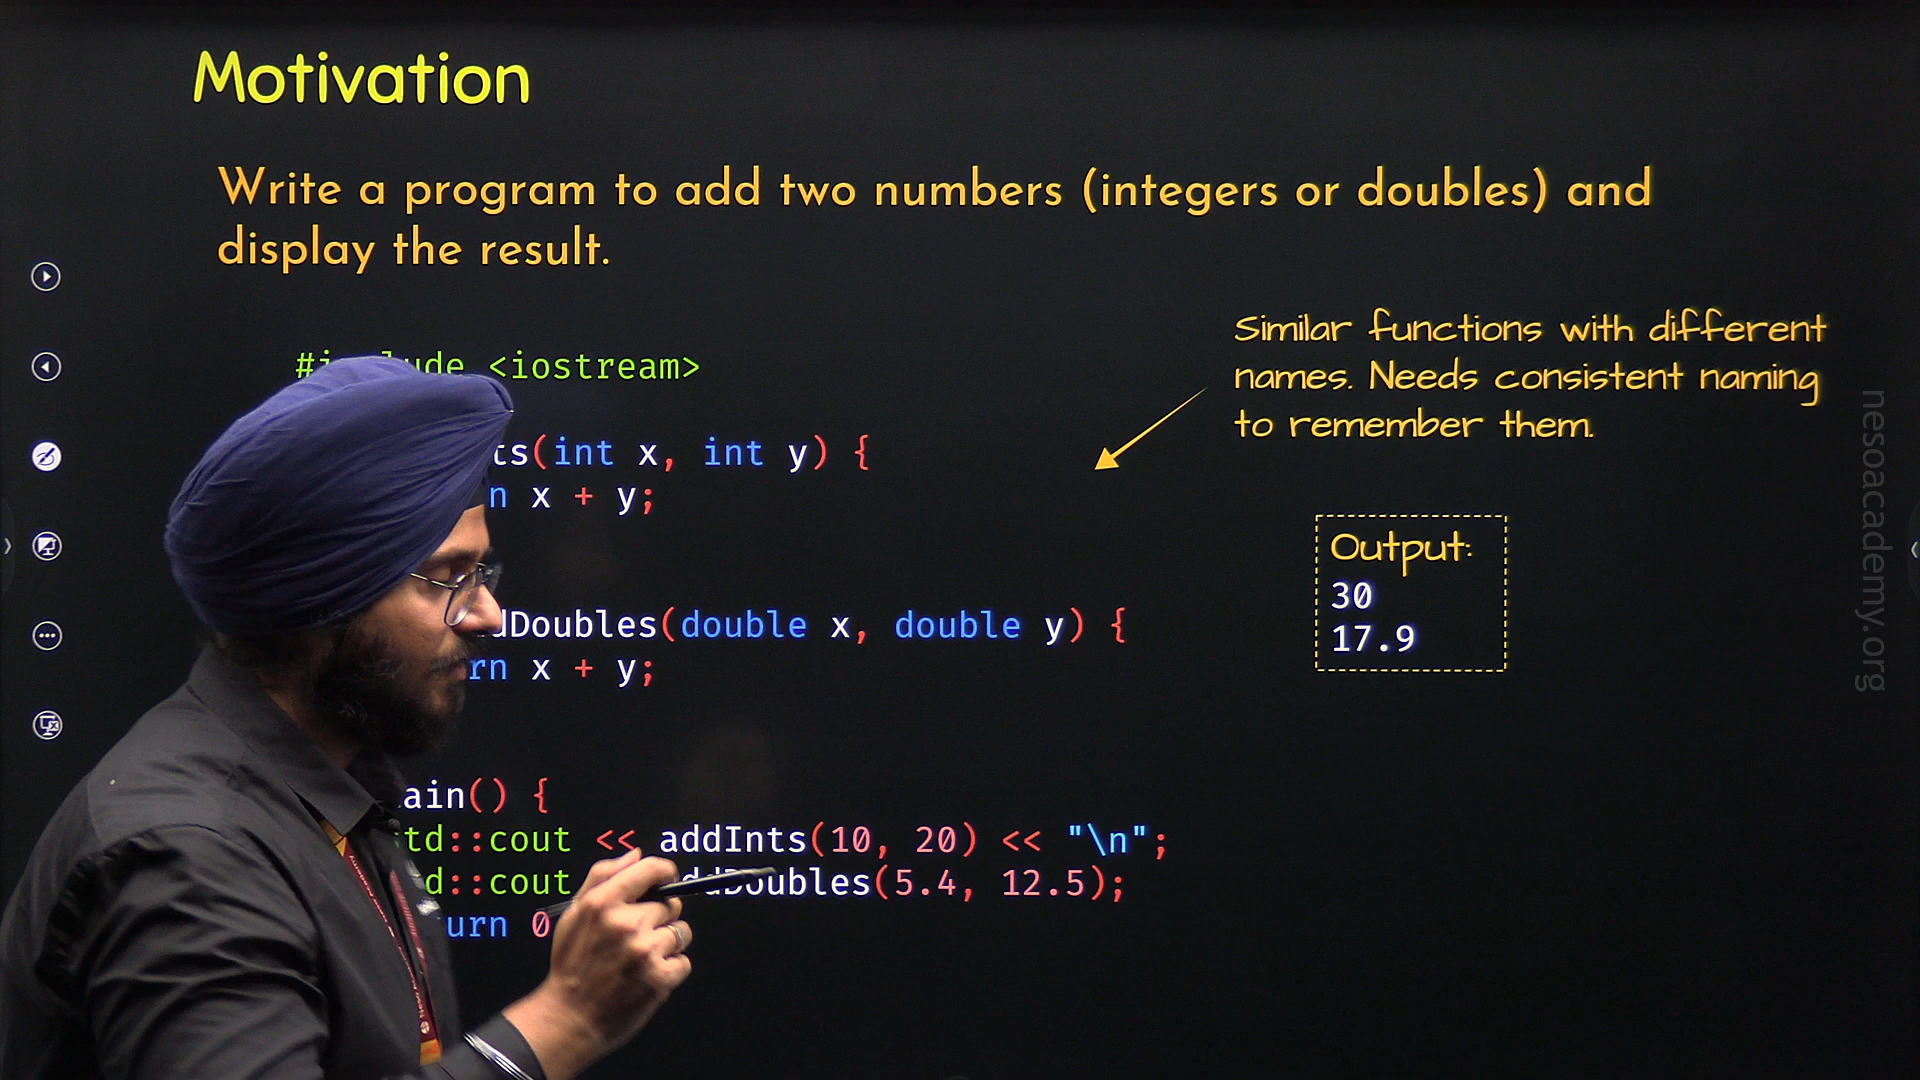 Motivation
Write a program to add two numbers (integers or doubles) and
display the result.
#include <iostream>
Similar functions with different
names. Needs consistent naming
to remember them.
ts(int x, int y) {
n x + y;
Output:
30
17.9
dDoubles(double x, double y) {
rn x + y;
ain() {
td::cout << addInts(10, 20) << "\n";
d::cout addDoubles(5.4, 12.5);
urn 0
nesoacademy.org